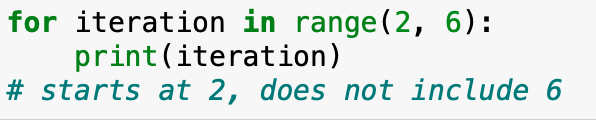 for iteration in range(2, 6):
    print(iteration)
# starts at 2, does not include 6